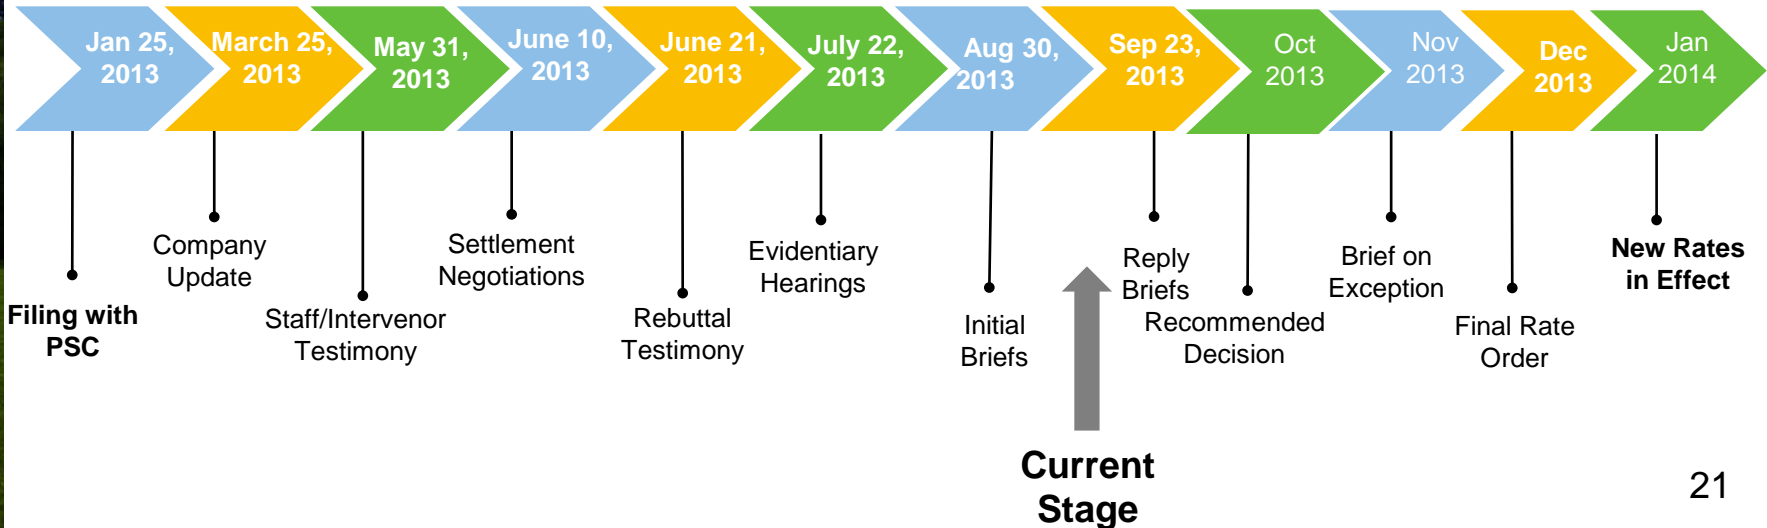 Jan 25,
2013
March 25,
2013
May 31,
2013
June 10,
2013
June 21,
2013
July 22,
2013
Aug 30,
2013
Sep 23,
2013
Oct
2013
Nov
2013
Dec
2013
Jan
2014
Filing with
PSC
Company
Update
Staff/Intervenor
Testimony
Settlement
Negotiations
Rebuttal
Testimony
Evidentiary
Hearings
Initial
Briefs
Reply
Briefs
Recommended
Decision
Brief on
Exception
Final Rate
Order
New Rates
in Effect
Current
Stage
21